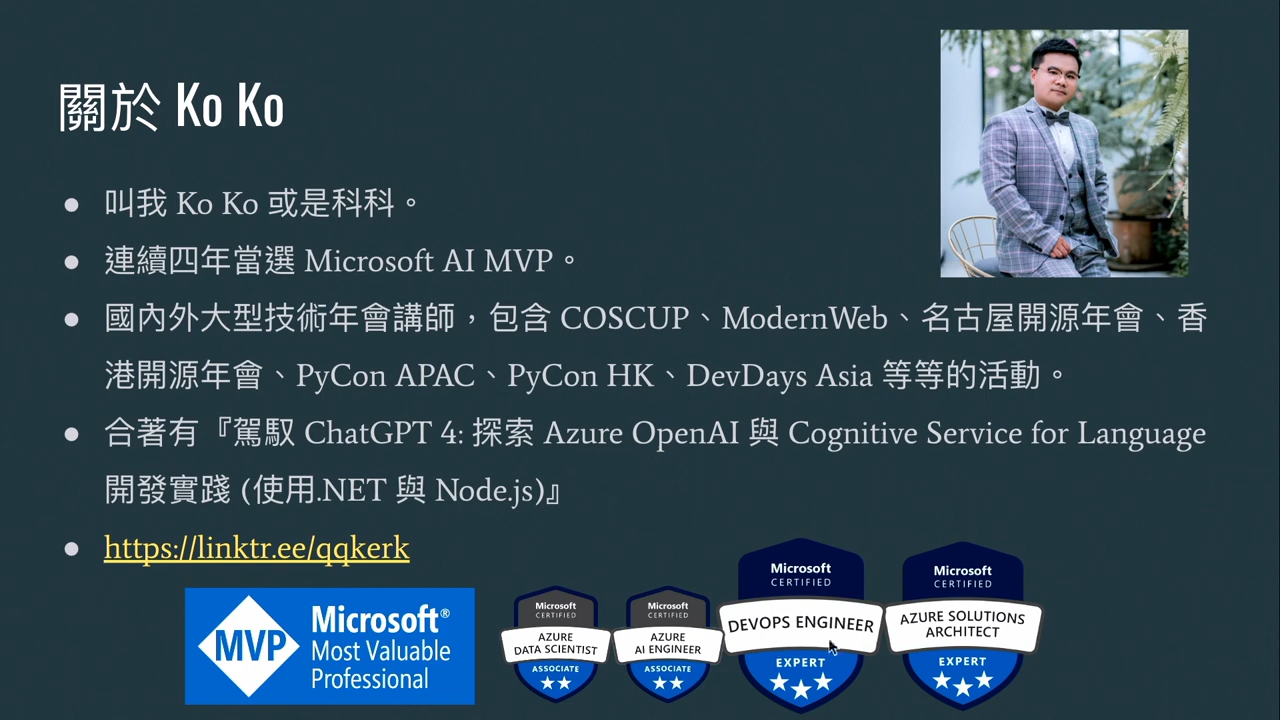 關於 Ko Ko
叫我 Ko Ko 或是科科。
連續四年當選 Microsoft AI MVP。
國內外大型技術年會講師，包含 COSCUP、ModernWeb、名古屋開源年會、香
港開源年會、PyCon APAC、PyCon HK、DevDays Asia 等等的活動。
合著有『駕馭 ChatGPT 4: 探索 Azure OpenAI 與 Cognitive Service for Language
開發實踐 (使用.NET 與 Node.js)』
https://linktr.ee/qqkerk
MVP
Microsoft®
Most Valuable
Professional
Microsoft
CERTIFIED
AZURE
DATA SCIENTIST
ASSOCIATE
Microsoft
CERTIFIED
AZURE
AI ENGINEER
ASSOCIATE
Microsoft
CERTIFIED
DEVOPS ENGINEER
EXPERT
Microsoft
CERTIFIED
AZURE SOLUTIONS
ARCHITECT
EXPERT